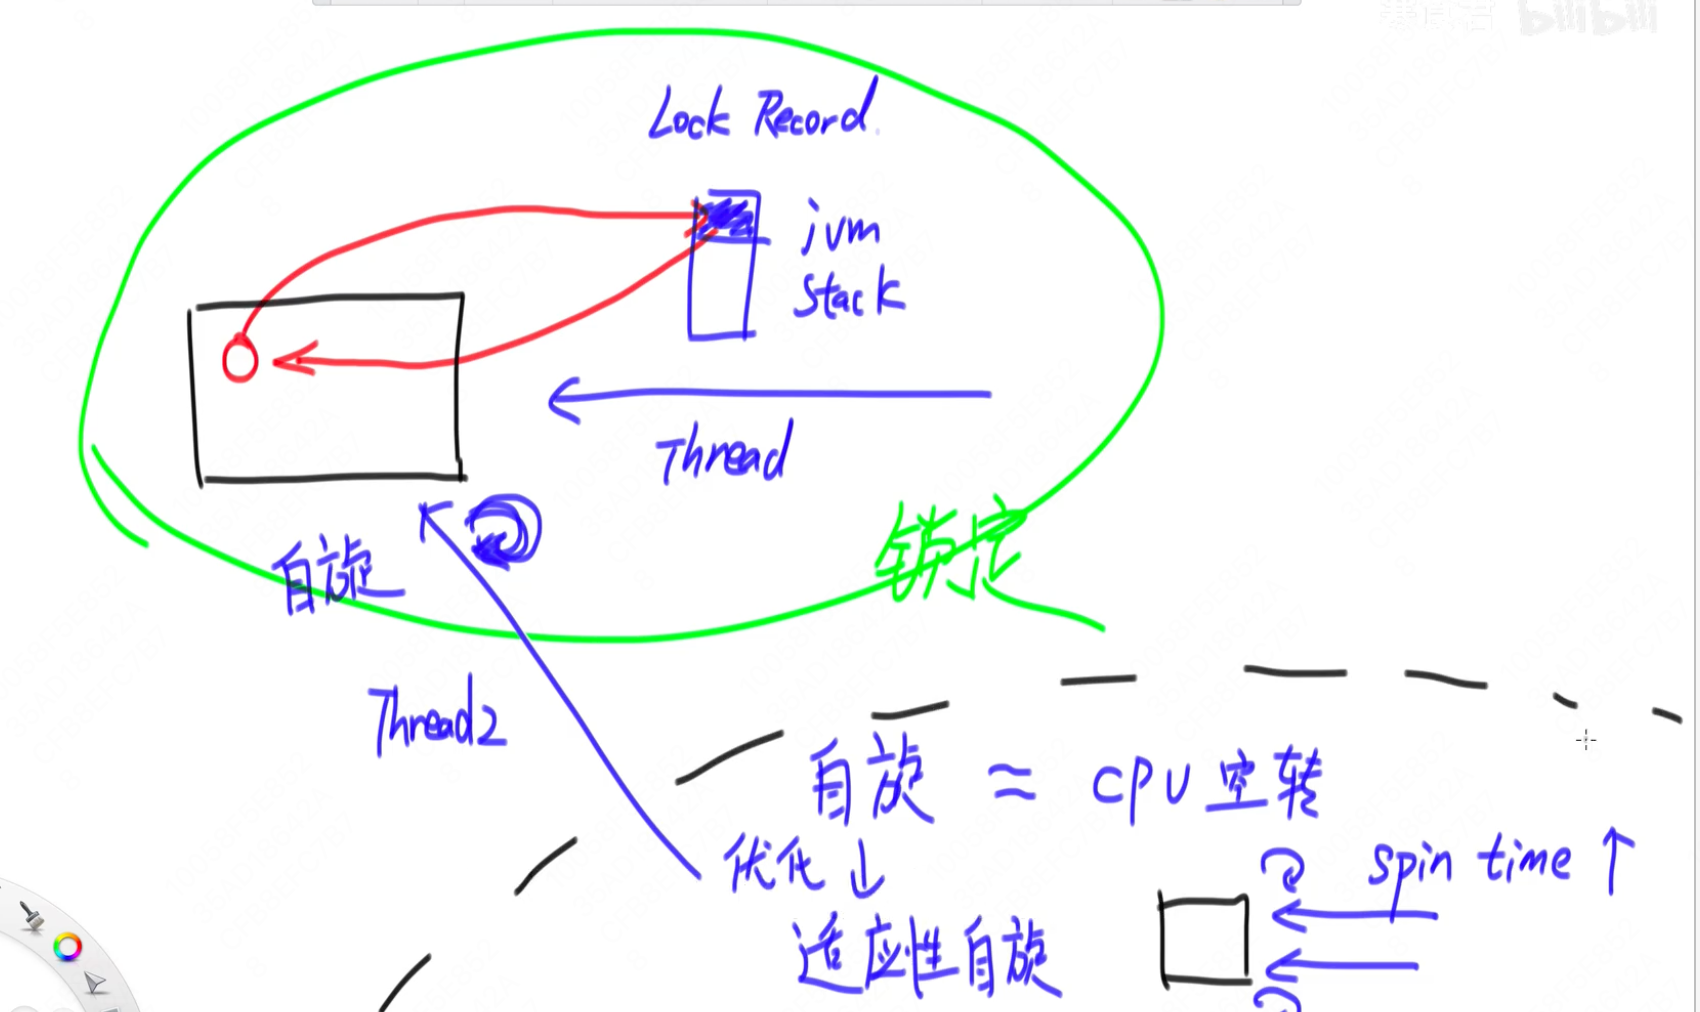 bilibili
Lock Record
jvm
Stack
Thread
锁定
自旋
Thread2
自旋 ≈ CPU 空转
优化↓
spin time ↑
适应性自旋